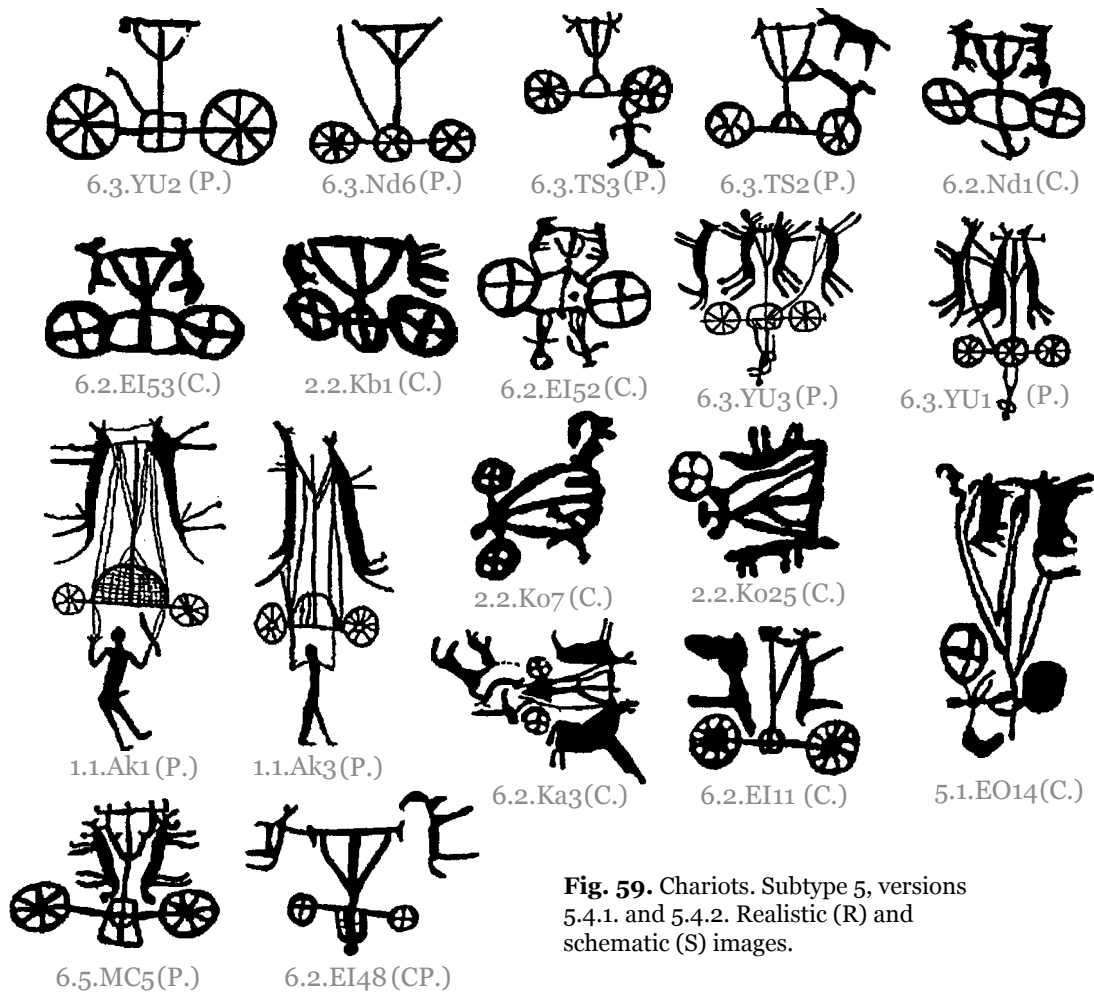 6.3.YU2 (P.)
6.3.Nd6 (P.)
6.3.TS3 (P.)
6.3.TS2 (P.)
6.2.Nd1(C.)
6.2.EI53(C.)
2.2.Kb1 (C.)
6.2.EI52(C.)
6.3.YU3 (P.)
6.3.YU1 (P.)
1.1.Ak1 (P.)
1.1.Ak3(P.)
2.2.Ko7 (C.)
2.2.Ko25 (C.)
6.2.Ka3(C.)
6.2.EI11 (C.)
5.1.EO14(C.)
6.5.MC5(P.)
6.2.EI48 (CP.)
Fig. 59. Chariots. Subtype 5, versions
5.4.1. and 5.4.2. Realistic (R) and
schematic (S) images.